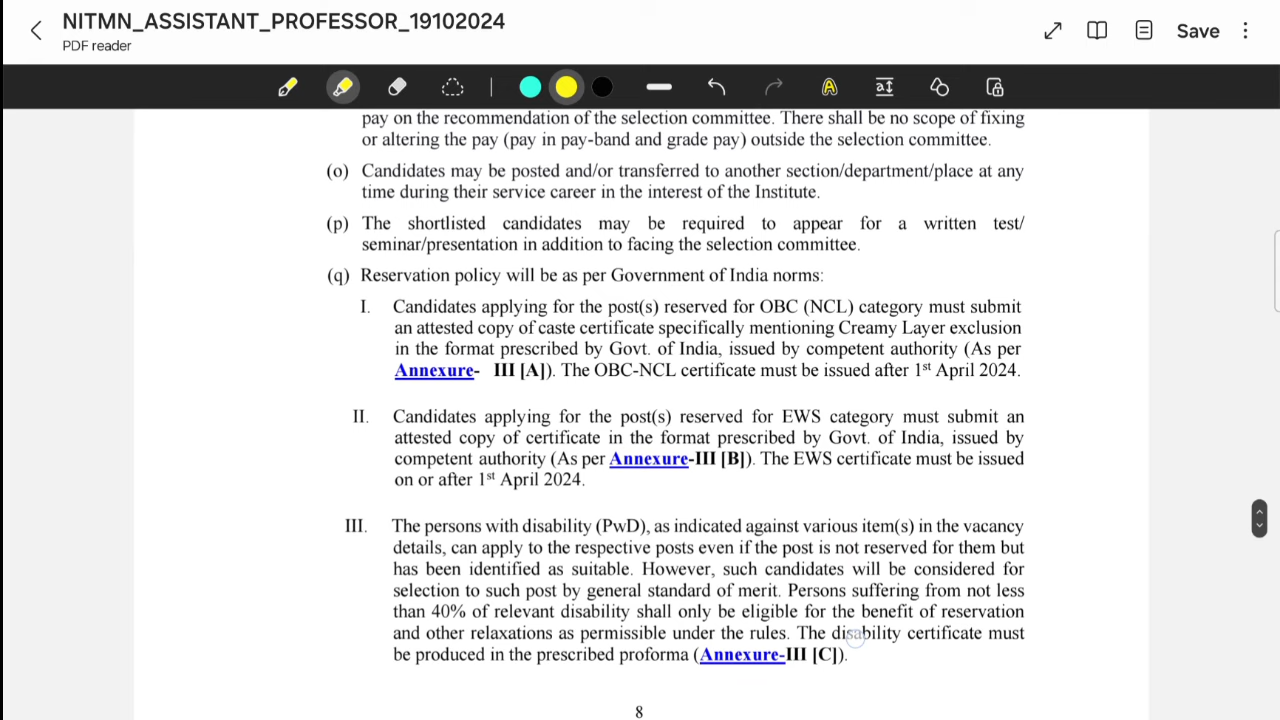 NITMN_ASSISTANT_PROFESSOR_19102024
PDF reader
Save
pay on the recommendation of the selection committee. There shall be no scope of fixing
or altering the pay (pay in pay-band and grade pay) outside the selection committee.
(o) Candidates may be posted and/or transferred to another section/department/place at any
time during their service career in the interest of the Institute.
(p) The shortlisted candidates may be required to appear for a written test/
seminar/presentation in addition to facing the selection committee.
(q) Reservation policy will be as per Government of India norms:
I. Candidates applying for the post(s) reserved for OBC (NCL) category must submit
an attested copy of caste certificate specifically mentioning Creamy Layer exclusion
in the format prescribed by Govt. of India, issued by competent authority (As per
Annexure- III [A]). The OBC-NCL certificate must be issued after 1st April 2024.
II. Candidates applying for the post(s) reserved for EWS category must submit an
attested copy of certificate in the format prescribed by Govt. of India, issued by
competent authority (As per Annexure-III [B]). The EWS certificate must be issued
on or after 1st April 2024.
III. The persons with disability (PwD), as indicated against various item(s) in the vacancy
details, can apply to the respective posts even if the post is not reserved for them but
has been identified as suitable. However, such candidates will be considered for
selection to such post by general standard of merit. Persons suffering from not less
than 40% of relevant disability shall only be eligible for the benefit of reservation
and other relaxations as permissible under the rules. The disability certificate must
be produced in the prescribed proforma (Annexure-III [C]).
8